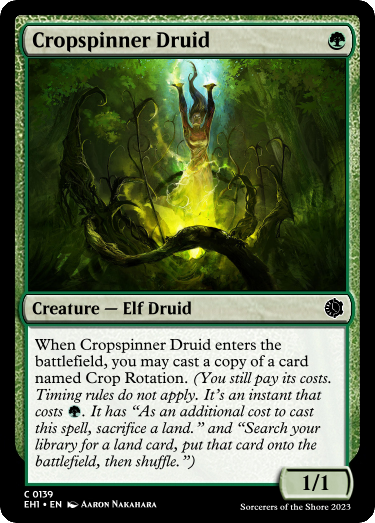 Cropspinner Druid
Creature — Elf Druid
When Cropspinner Druid enters the
battlefield, you may cast a copy of a card
named Crop Rotation. (You still pay its costs.
Timing rules do not apply. It's an instant that
costs . It has “As an additional cost to cast
this spell, sacrifice a land.” and “Search your
library for a land card, put that card onto the
battlefield, then shuffle.”)
1/1
C 0139
EH1 • EN Aaron Nakahara
Sorcerers of the Shore 2023